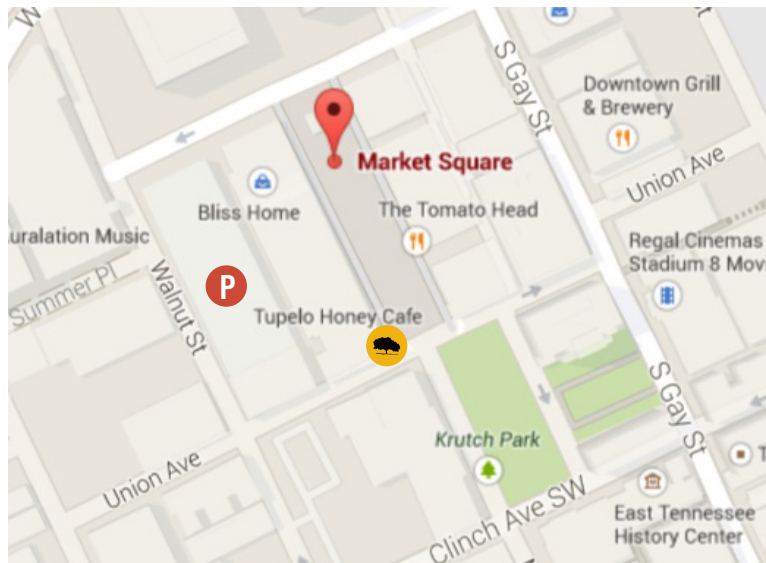 W
S Gay St
Downtown Grill
& Brewery
Market Square
Union Ave
Bliss Home
The Tomato Head
uralation Music
Regal Cinemas
Stadium 8 Movi
Summer Pl
Walnut St
P
Tupelo Honey Cafe
S Gay St
Krutch Park
Union Ave
Clinch Ave SW
T
East Tennessee
History Center